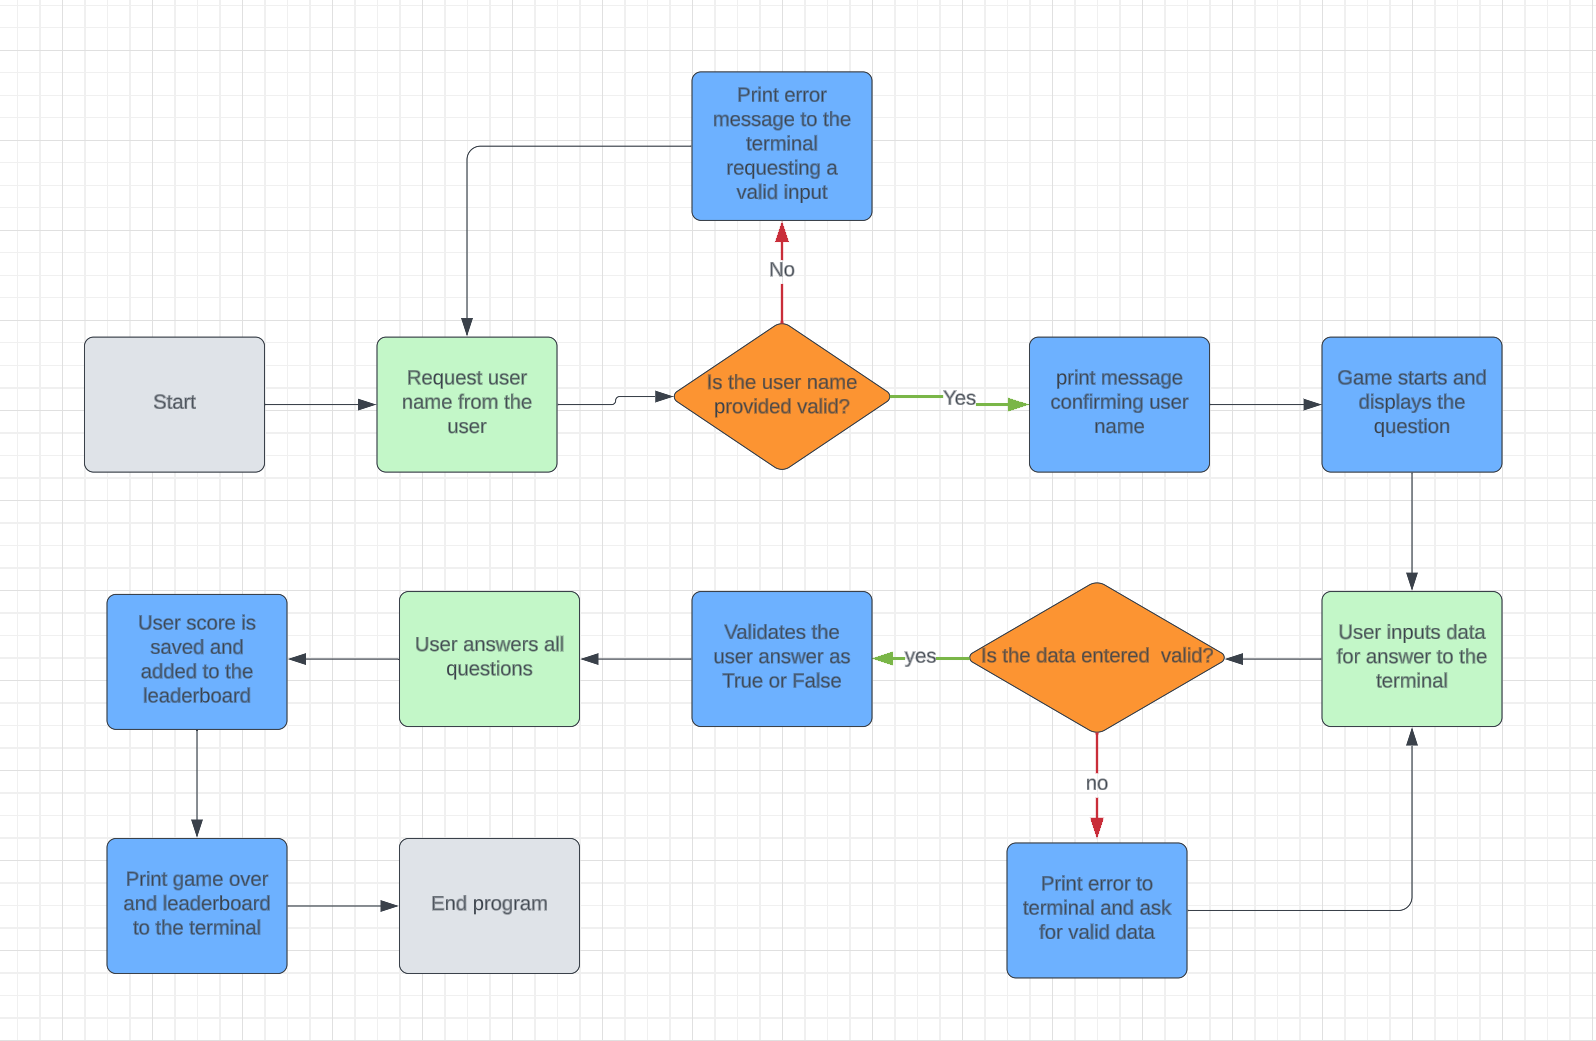 Print error
message to the
terminal
requesting a
valid input
No
Start
Request user
name from the
user
Is the user name
provided valid?
Yes
print message
confirming user
name
Game starts and
displays the
question
User score is
saved and
added to the
leaderboard
User answers all
questions
Validates the
user answer as
True or False
yes
Is the data entered  valid?
User inputs data
for answer to the
terminal
no
Print game over
and leaderboard
to the terminal
End program
Print error to
terminal and ask
for valid data